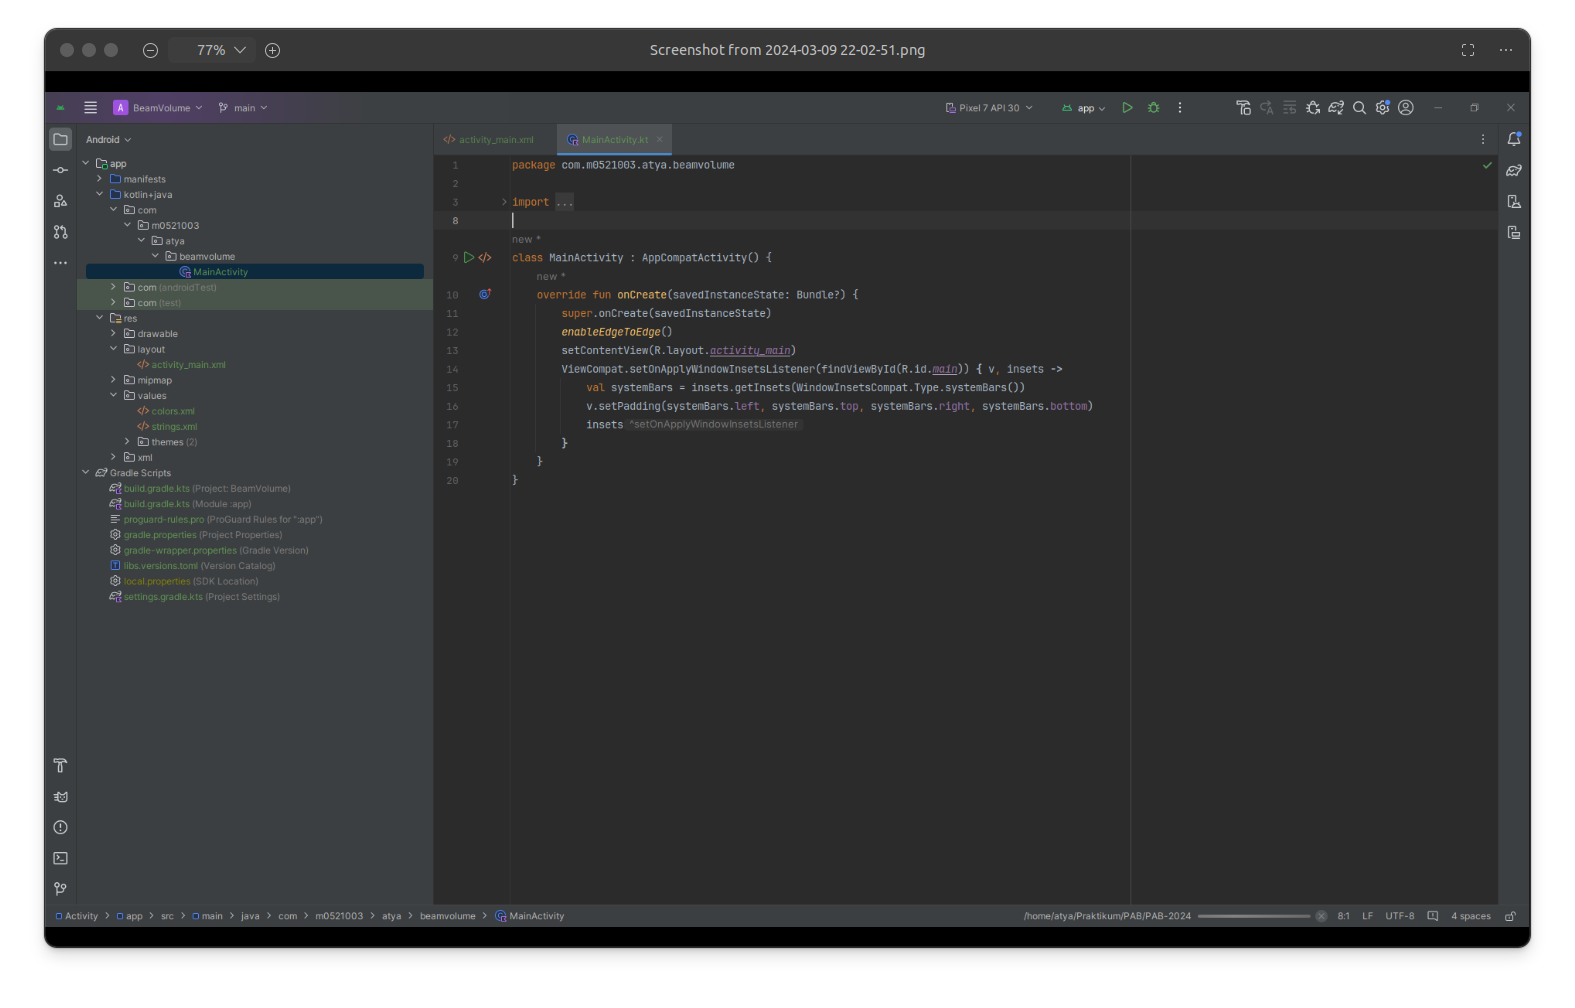 77%
Screenshot from 2024-03-09 22-02-51.png
A BeamVolume main
Pixel 7 API 30 app
Android
activity_main.xml MainActivity.kt
app
manifests
kotlin+java
com
m0521003
atya
beamvolume
MainActivity
com (androidTest)
com (test)
res
drawable
layout
activity_main.xml
mipmap
values
colors.xml
strings.xml
themes (2)
xml
Gradle Scripts
build.gradle.kts (Project: BeamVolume)
build.gradle.kts (Module :app)
proguard-rules.pro (ProGuard Rules for ":app")
gradle.properties (Project Properties)
gradle-wrapper.properties (Gradle Version)
libs.versions.toml (Version Catalog)
local.properties (SDK Location)
settings.gradle.kts (Project Settings)
1 package com.m0521003.atya.beamvolume
2
3 import ...
8
new *
9 class MainActivity : AppCompatActivity() {
new *
10 override fun onCreate(savedInstanceState: Bundle?) {
11 super.onCreate(savedInstanceState)
12 enableEdgeToEdge()
13 setContentView(R.layout.activity_main)
14 ViewCompat.setOnApplyWindowInsetsListener(findViewById(R.id.main)) { v, insets ->
15 val systemBars = insets.getInsets(WindowInsetsCompat.Type.systemBars())
16 v.setPadding(systemBars.left, systemBars.top, systemBars.right, systemBars.bottom)
17 insets ^setOnApplyWindowInsetsListener
18 }
19 }
20 }
Activity > app > src > main > java > com > m0521003 > atya > beamvolume > MainActivity
/home/atya/Praktikum/PAB/PAB-2024 8:1 LF UTF-8 4 spaces